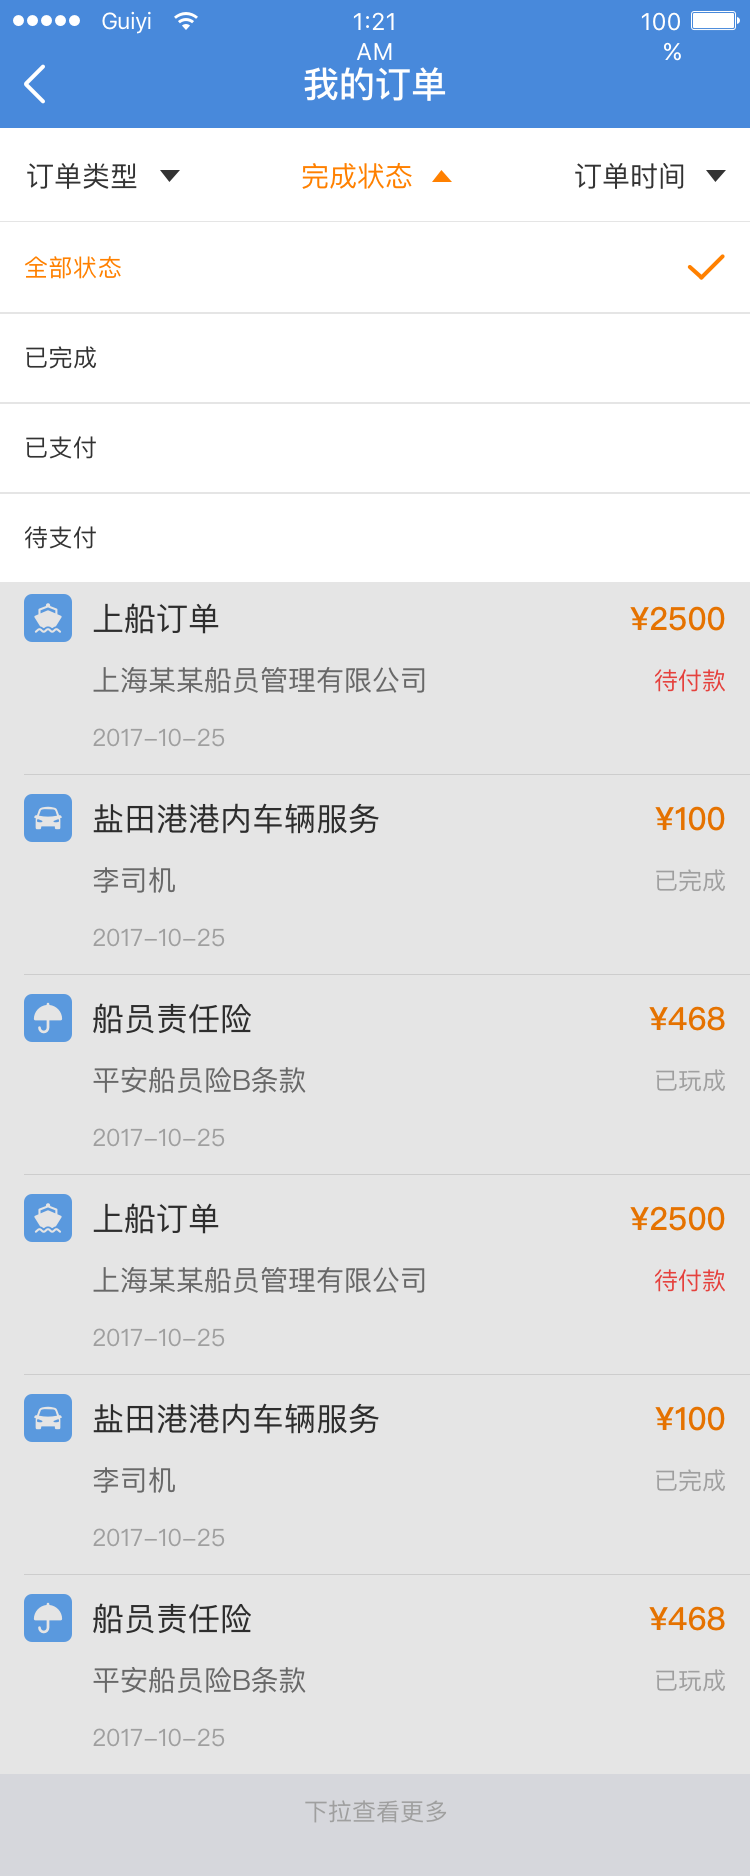 Guiyi 1:21 AM 100 %
我的订单
订单类型 完成状态 订单时间
全部状态
已完成
已支付
待支付
上船订单 ¥2500
上海某某船员管理有限公司 待付款
2017-10-25
盐田港港内车辆服务 ¥100
李司机 已完成
2017-10-25
船员责任险 ¥468
平安船员险B条款 已玩成
2017-10-25
上船订单 ¥2500
上海某某船员管理有限公司 待付款
2017-10-25
盐田港港内车辆服务 ¥100
李司机 已完成
2017-10-25
船员责任险 ¥468
平安船员险B条款 已玩成
2017-10-25
下拉查看更多